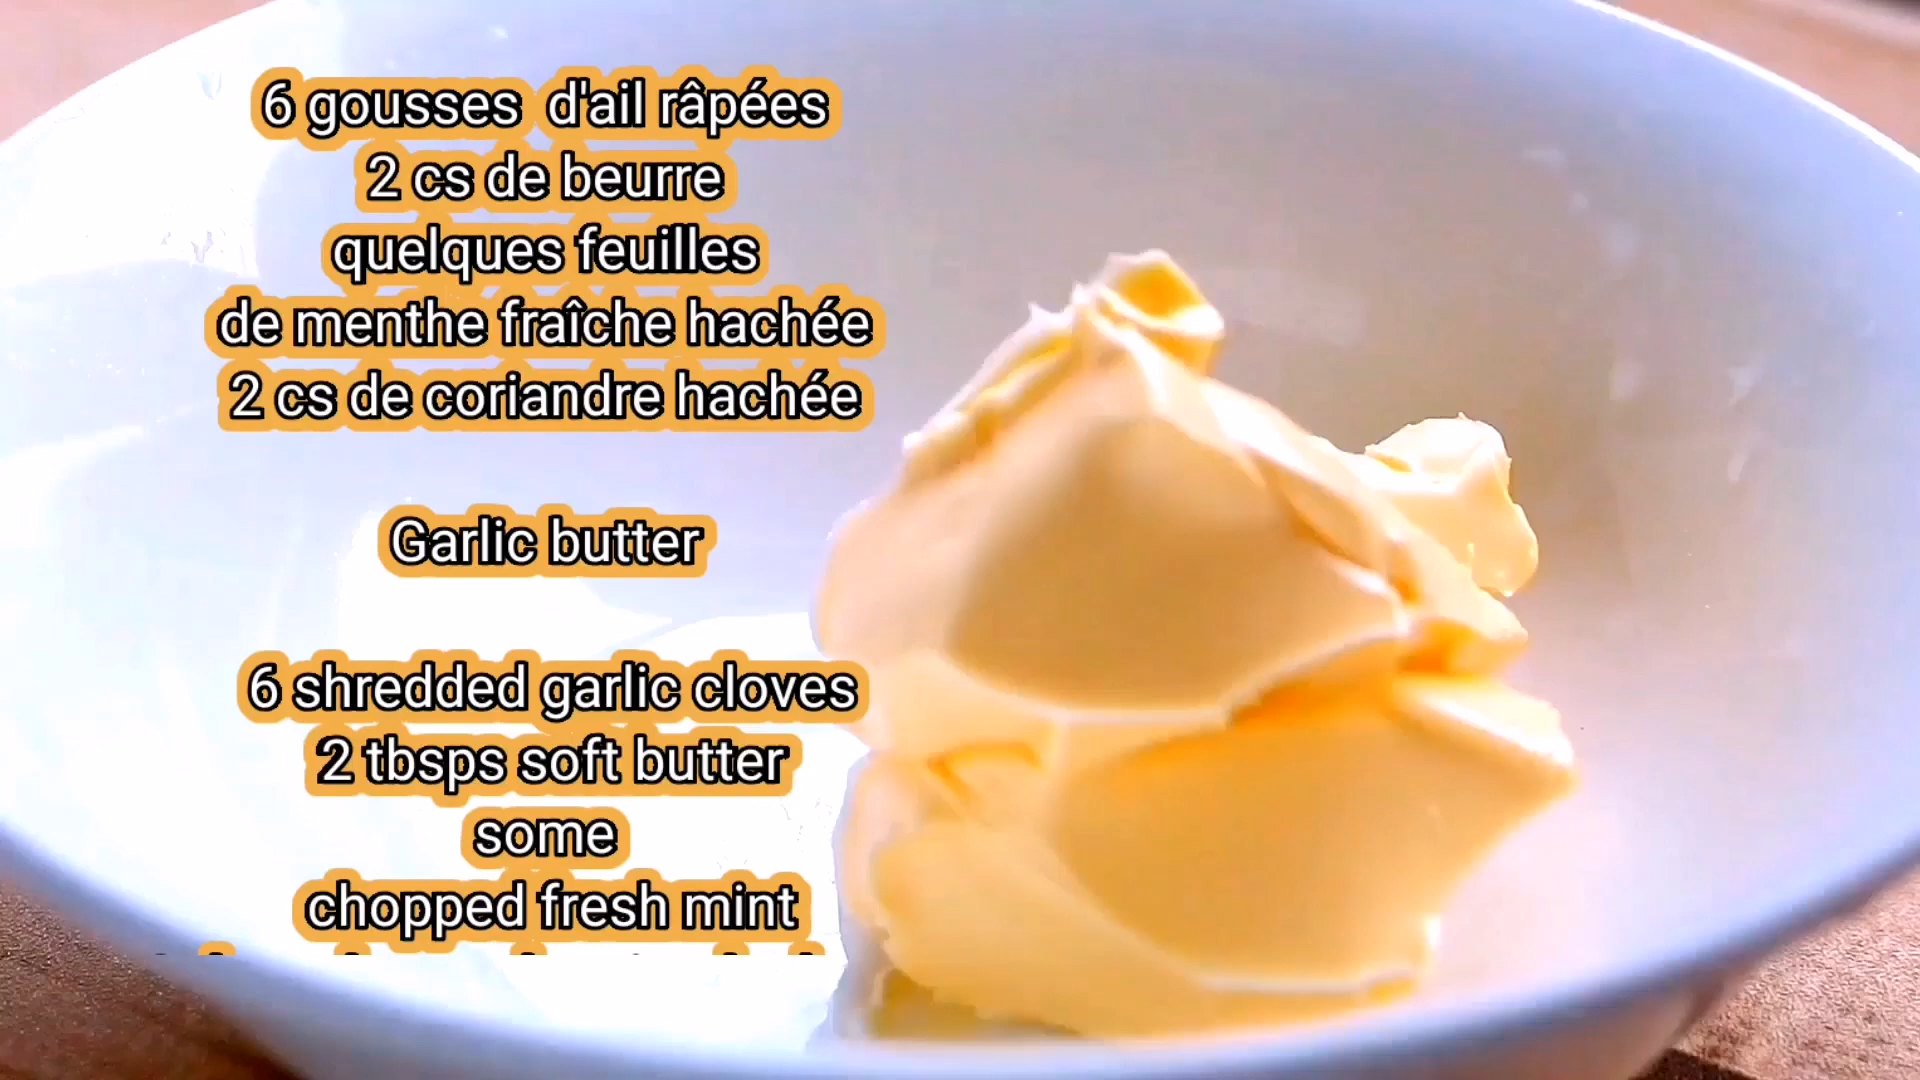 6 gousses d'ail râpées
2 cs de beurre
quelques feuilles
de menthe fraîche hachée
2 cs de coriandre hachée
Garlic butter
6 shredded garlic cloves
2 tbsps soft butter
some
chopped fresh mint